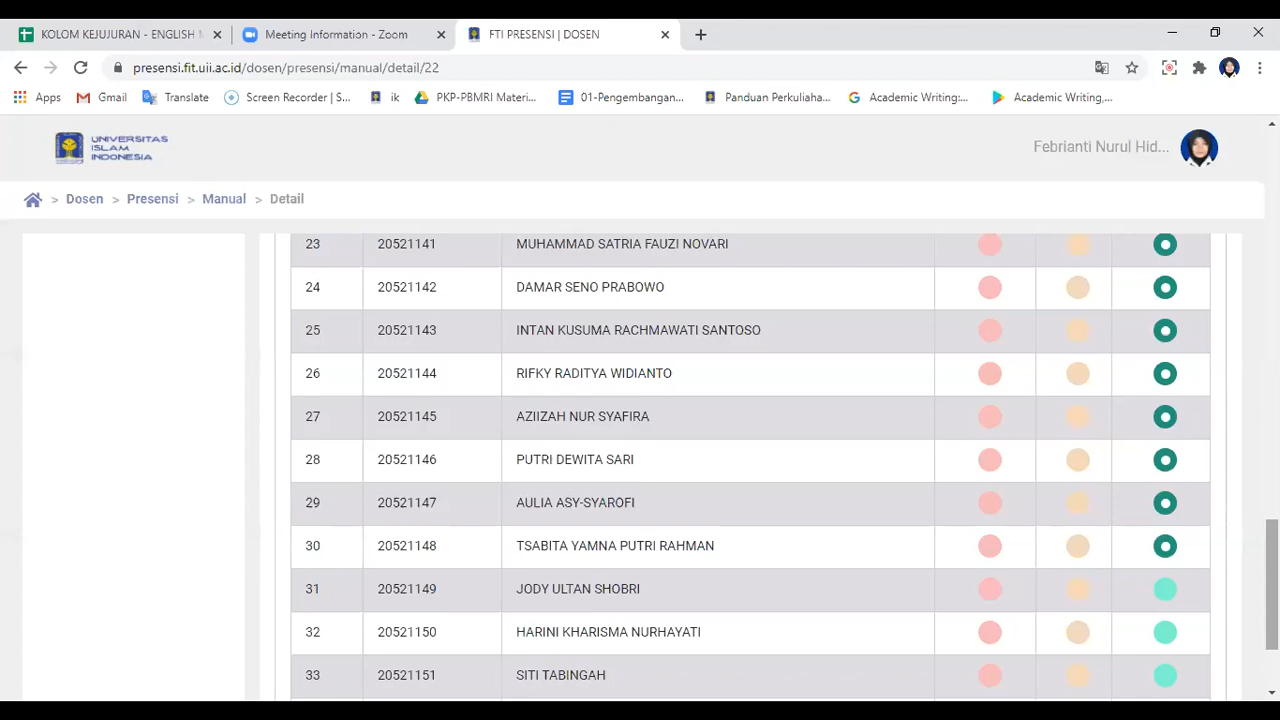 KOLOM KEJUJURAN - ENGLISH M
Meeting Information - Zoom
FTI PRESENSI | DOSEN
presensi.fit.uii.ac.id/dosen/presensi/manual/detail/22
Apps
Gmail
Translate
Screen Recorder | S...
ik
PKP-PBMRI Materi...
01-Pengembangan...
Panduan Perkuliaha...
Academic Writing:...
Academic Writing,...
UNIVERSITAS
ISLAM
INDONESIA
Febrianti Nurul Hid...
> Dosen > Presensi > Manual > Detail
23 20521141 MUHAMMAD SATRIA FAUZI NOVARI
24 20521142 DAMAR SENO PRABOWO
25 20521143 INTAN KUSUMA RACHMAWATI SANTOSO
26 20521144 RIFKY RADITYA WIDIANTO
27 20521145 AZIIZAH NUR SYAFIRA
28 20521146 PUTRI DEWITA SARI
29 20521147 AULIA ASY-SYAROFI
30 20521148 TSABITA YAMNA PUTRI RAHMAN
31 20521149 JODY ULTAN SHOBRI
32 20521150 HARINI KHARISMA NURHAYATI
33 20521151 SITI TABINGAH